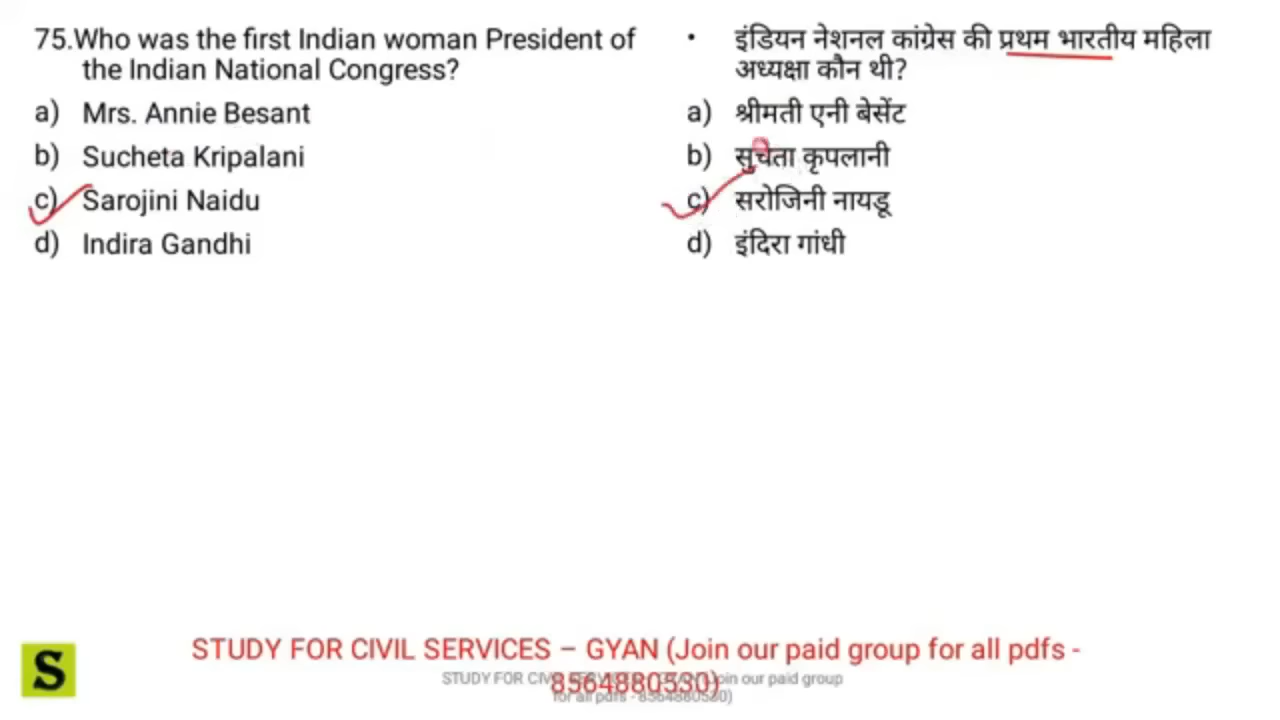 75.Who was the first Indian woman President of
the Indian National Congress?
a) Mrs. Annie Besant
b) Sucheta Kripalani
c) Sarojini Naidu
d) Indira Gandhi
• इंडियन नेशनल कांग्रेस की प्रथम भारतीय महिला
अध्यक्षा कौन थी?
a) श्रीमती एनी बेसेंट
b) सुचेता कृपलानी
c) सरोजिनी नायडू
d) इंदिरा गांधी
S
STUDY FOR CIVIL SERVICES – GYAN (Join our paid group for all pdfs -
8564880530)
STUDY FOR CIVIL SERVICES – GYAN (Join our paid group
for all pdfs - 8564880530)